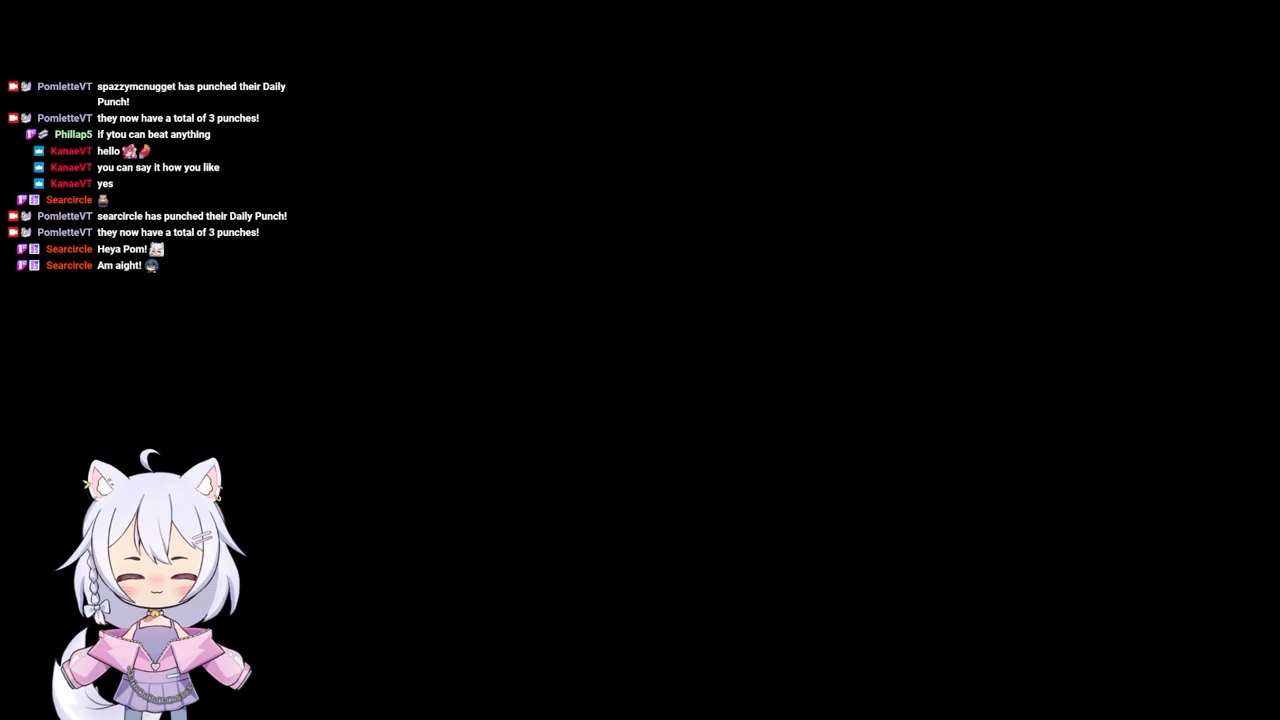 PomletteVT spazzymcnugget has punched their Daily
Punch!
PomletteVT they now have a total of 3 punches!
Phillap5 If ytou can beat anything
KanaeVT hello
KanaeVT you can say it how you like
KanaeVT yes
Searcircle
PomletteVT searcircle has punched their Daily Punch!
PomletteVT they now have a total of 3 punches!
Searcircle Heya Pom!
Searcircle Am aight!